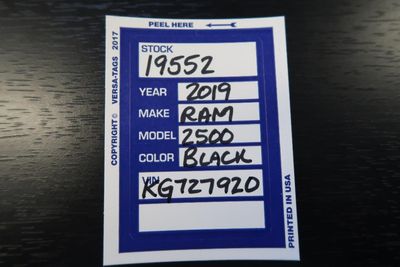 PEEL HERE
STOCK
19552
YEAR 2019
MAKE RAM
MODEL 2500
COLOR BLACK
VIN
KG727920
COPYRIGHT© VERSA-TAGS 2017
PRINTED IN USA